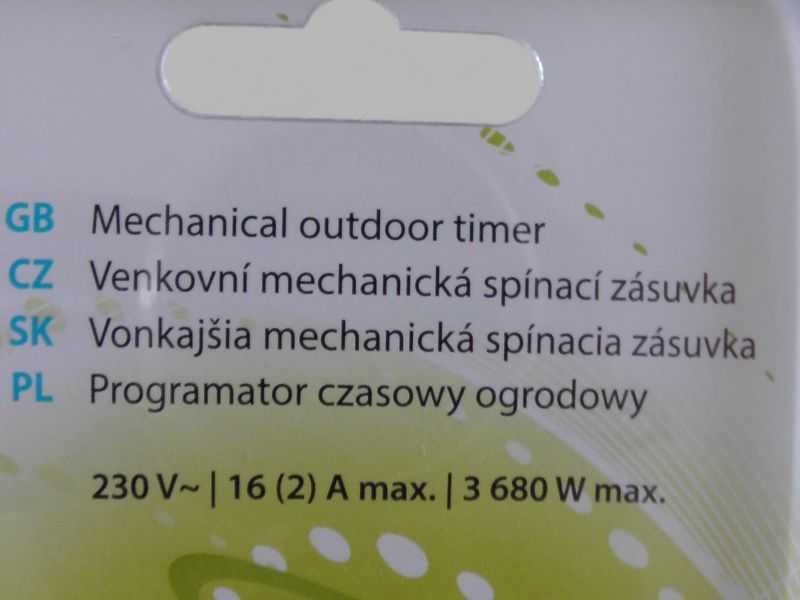 GB Mechanical outdoor timer
CZ Venkovní mechanická spínací zásuvka
SK Vonkajšia mechanická spínacia zásuvka
PL Programator czasowy ogrodowy
230 V~ | 16 (2) A max. | 3 680 W max.